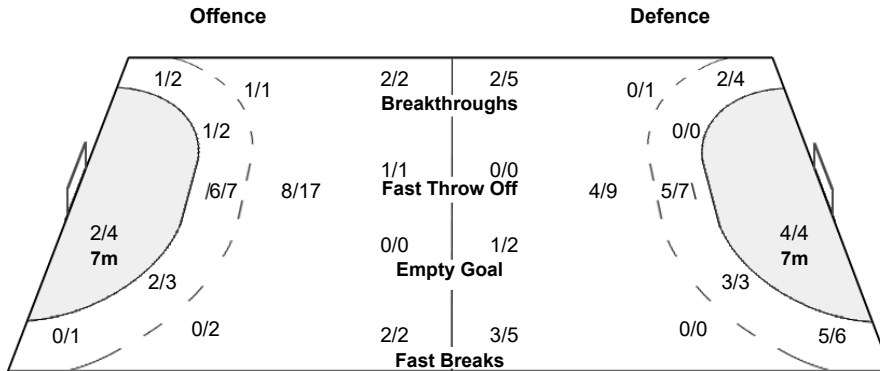 Offence Defence
1/2 2/2 2/5 2/4
1/1 0/1
Breakthroughs
1/2 0/0
1/1 0/0
6/7 8/17 Fast Throw Off 4/9 5/7
2/4 4/4
0/0 1/2
7m 7m
Empty Goal
2/3 3/3
0/1 0/2 2/2 3/5 0/0 5/6
Fast Breaks